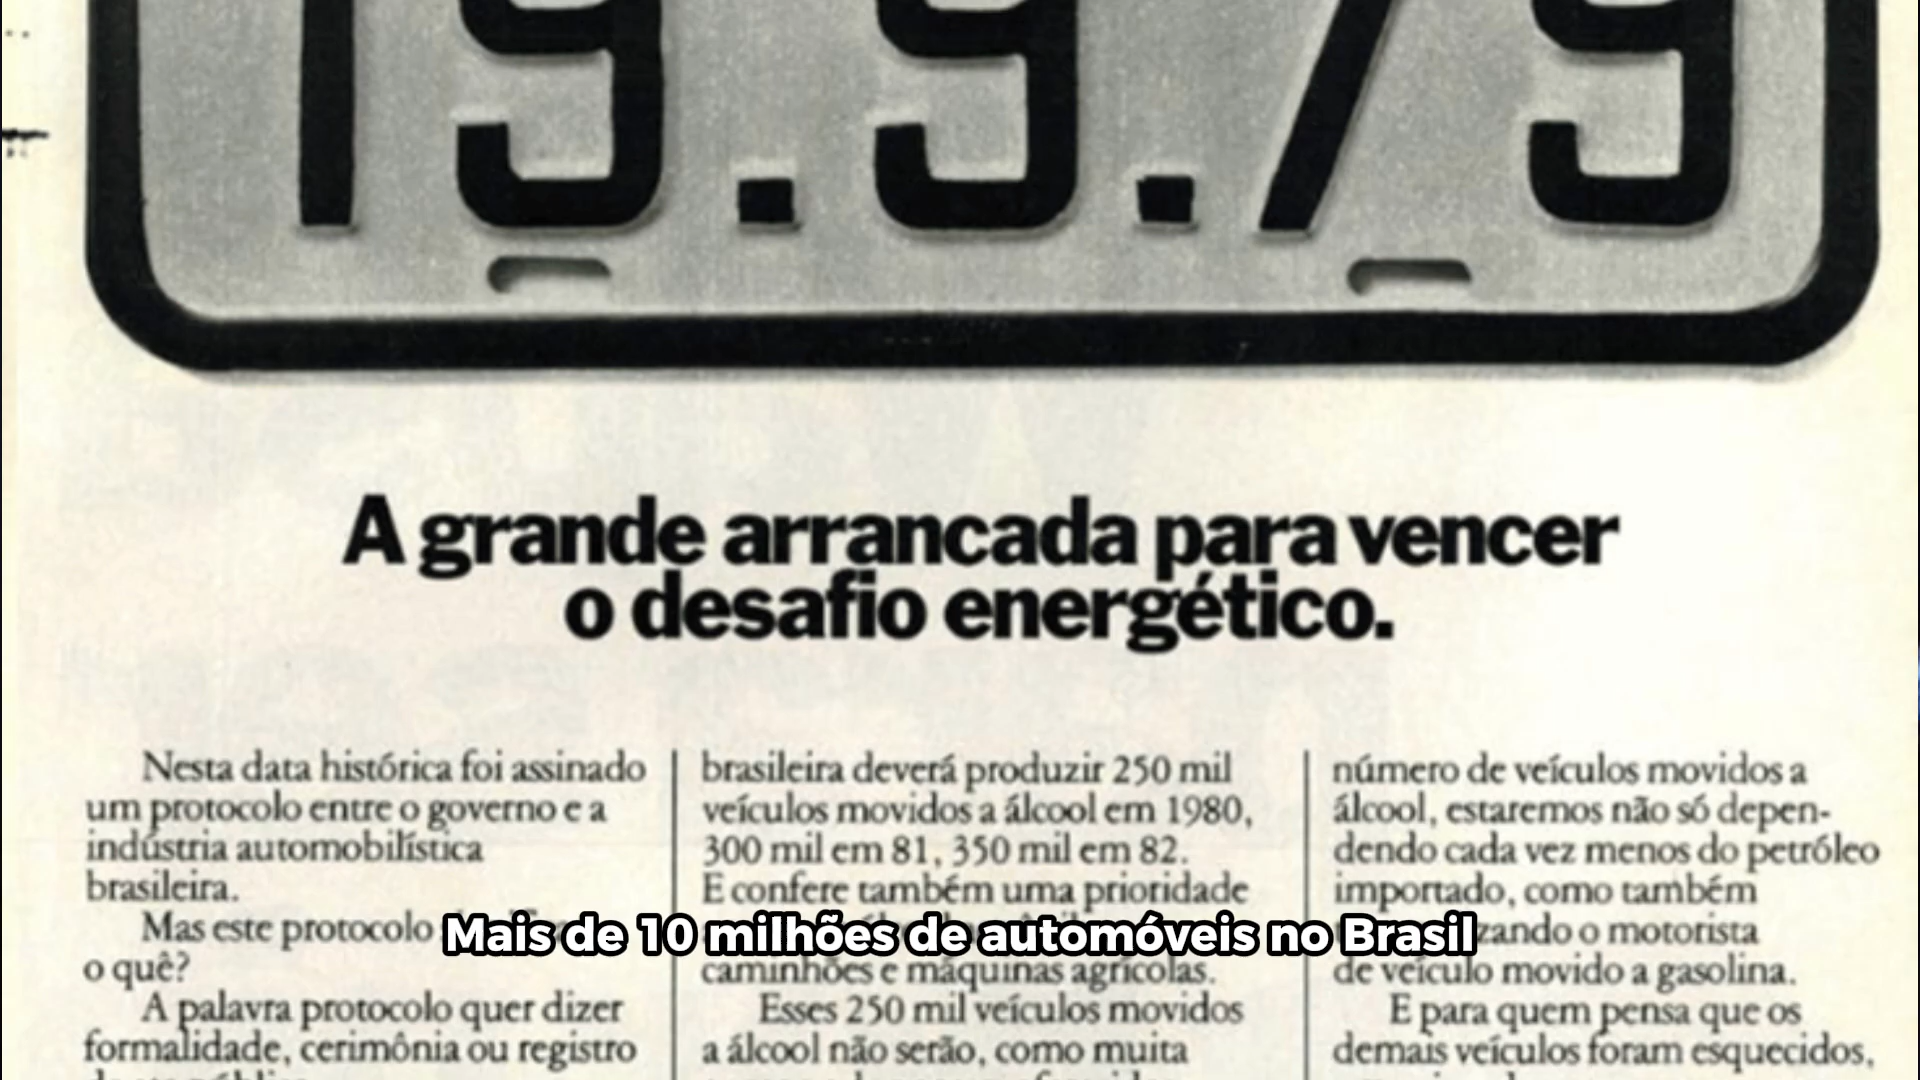 19.9.79
A grande arrancada para vencer
o desafio energético.
Nesta data histórica foi assinado
um protocolo entre o governo e a
indústria automobilística
brasileira.
Mas este protocolo
o quê?
A palavra protocolo quer dizer
formalidade, cerimônia ou registro
brasileira deverá produzir 250 mil
veículos movidos a álcool em 1980,
300 mil em 81, 350 mil em 82.
E confere também uma prioridade
caminhões e máquinas agrícolas.
Esses 250 mil veículos movidos
a álcool não serão, como muita
número de veículos movidos a
álcool, estaremos não só depen-
dendo cada vez menos do petróleo
importado, como também
o motorista
de veículo movido a gasolina.
E para quem pensa que os
demais veículos foram esquecidos,
Mais de 10 milhões de automóveis no Brasil